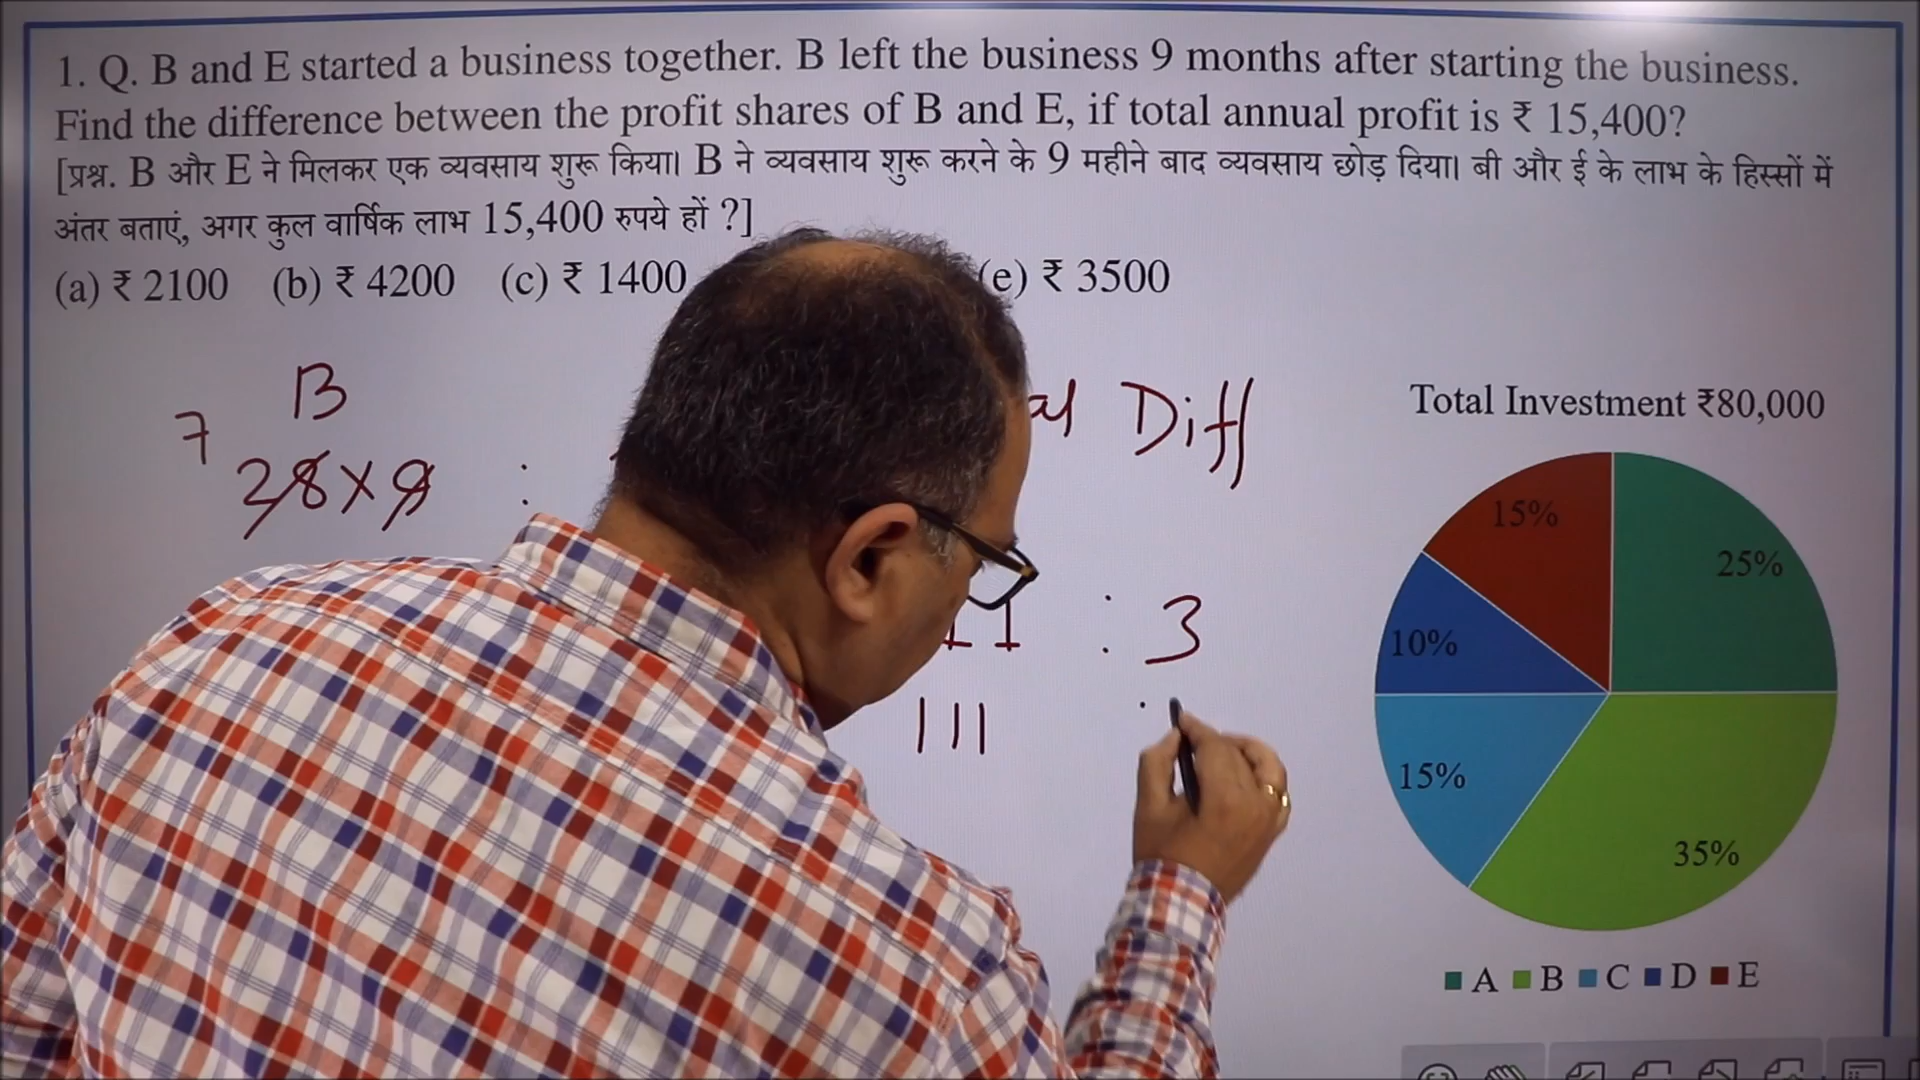 1. Q. B and E started a business together. B left the business 9 months after starting the business.
Find the difference between the profit shares of B and E, if total annual profit is ₹ 15,400?
[प्रश्न. B और E ने मिलकर एक व्यवसाय शुरू किया। B ने व्यवसाय शुरू करने के 9 महीने बाद व्यवसाय छोड़ दिया। बी और ई के लाभ के हिस्सों में
अंतर बताएं, अगर कुल वार्षिक लाभ 15,400 रुपये हों ?]
(a) ₹ 2100 (b) ₹ 4200 (c) ₹ 1400 (e) ₹ 3500
B
Diff
7
28×9 :
11 : 3
Total Investment ₹80,000
15%
25%
10%
15%
35%
A B C D E